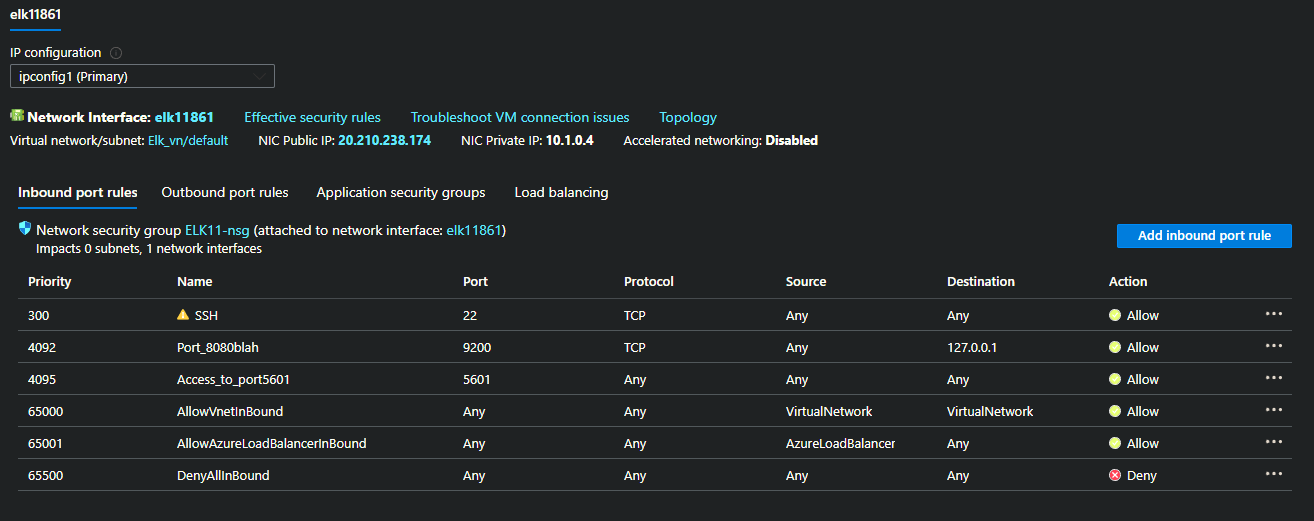 elk11861
IP configuration
ipconfig1 (Primary)
Network Interface: elk11861 Effective security rules Troubleshoot VM connection issues Topology
Virtual network/subnet: Elk_vn/default NIC Public IP: 20.210.238.174 NIC Private IP: 10.1.0.4 Accelerated networking: Disabled
Inbound port rules Outbound port rules Application security groups Load balancing
Network security group ELK11-nsg (attached to network interface: elk11861)
Impacts 0 subnets, 1 network interfaces
Add inbound port rule
Priority Name Port Protocol Source Destination Action
300 SSH 22 TCP Any Any Allow
4092 Port_8080blah 9200 TCP Any 127.0.0.1 Allow
4095 Access_to_port5601 5601 Any Any Any Allow
65000 AllowVnetInBound Any Any VirtualNetwork VirtualNetwork Allow
65001 AllowAzureLoadBalancerInBound Any Any AzureLoadBalancer Any Allow
65500 DenyAllInBound Any Any Any Any Deny